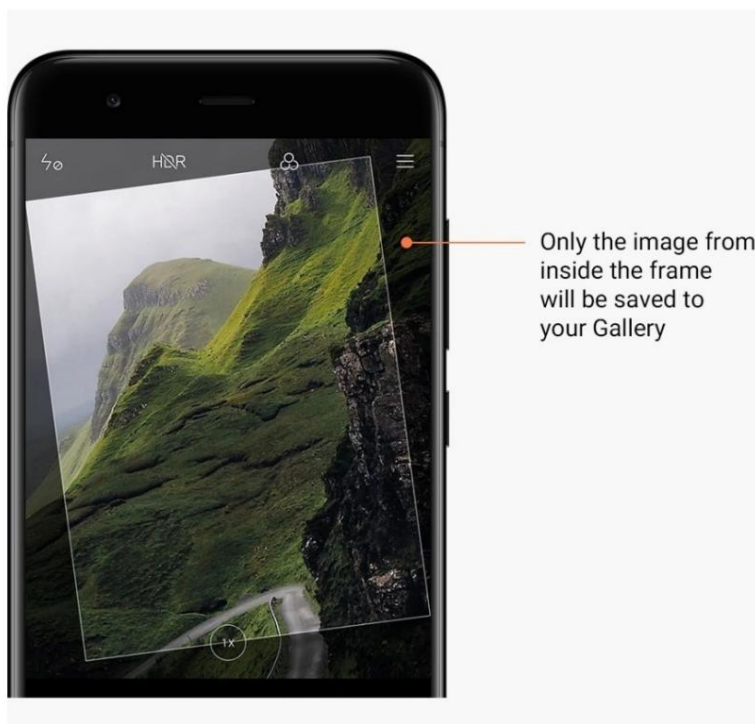 HDR
Only the image from
inside the frame
will be saved to
your Gallery
1X